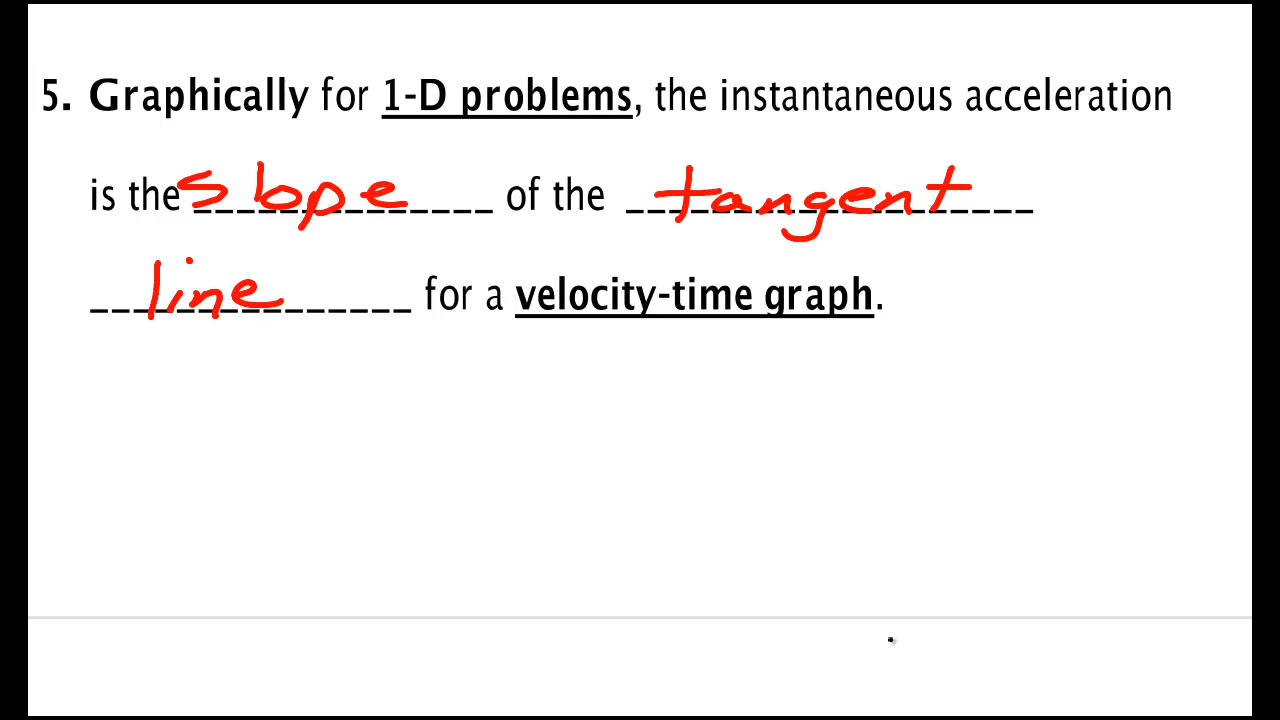 5. Graphically for 1-D problems, the instantaneous acceleration
is the slope of the tangent
line for a velocity-time graph.